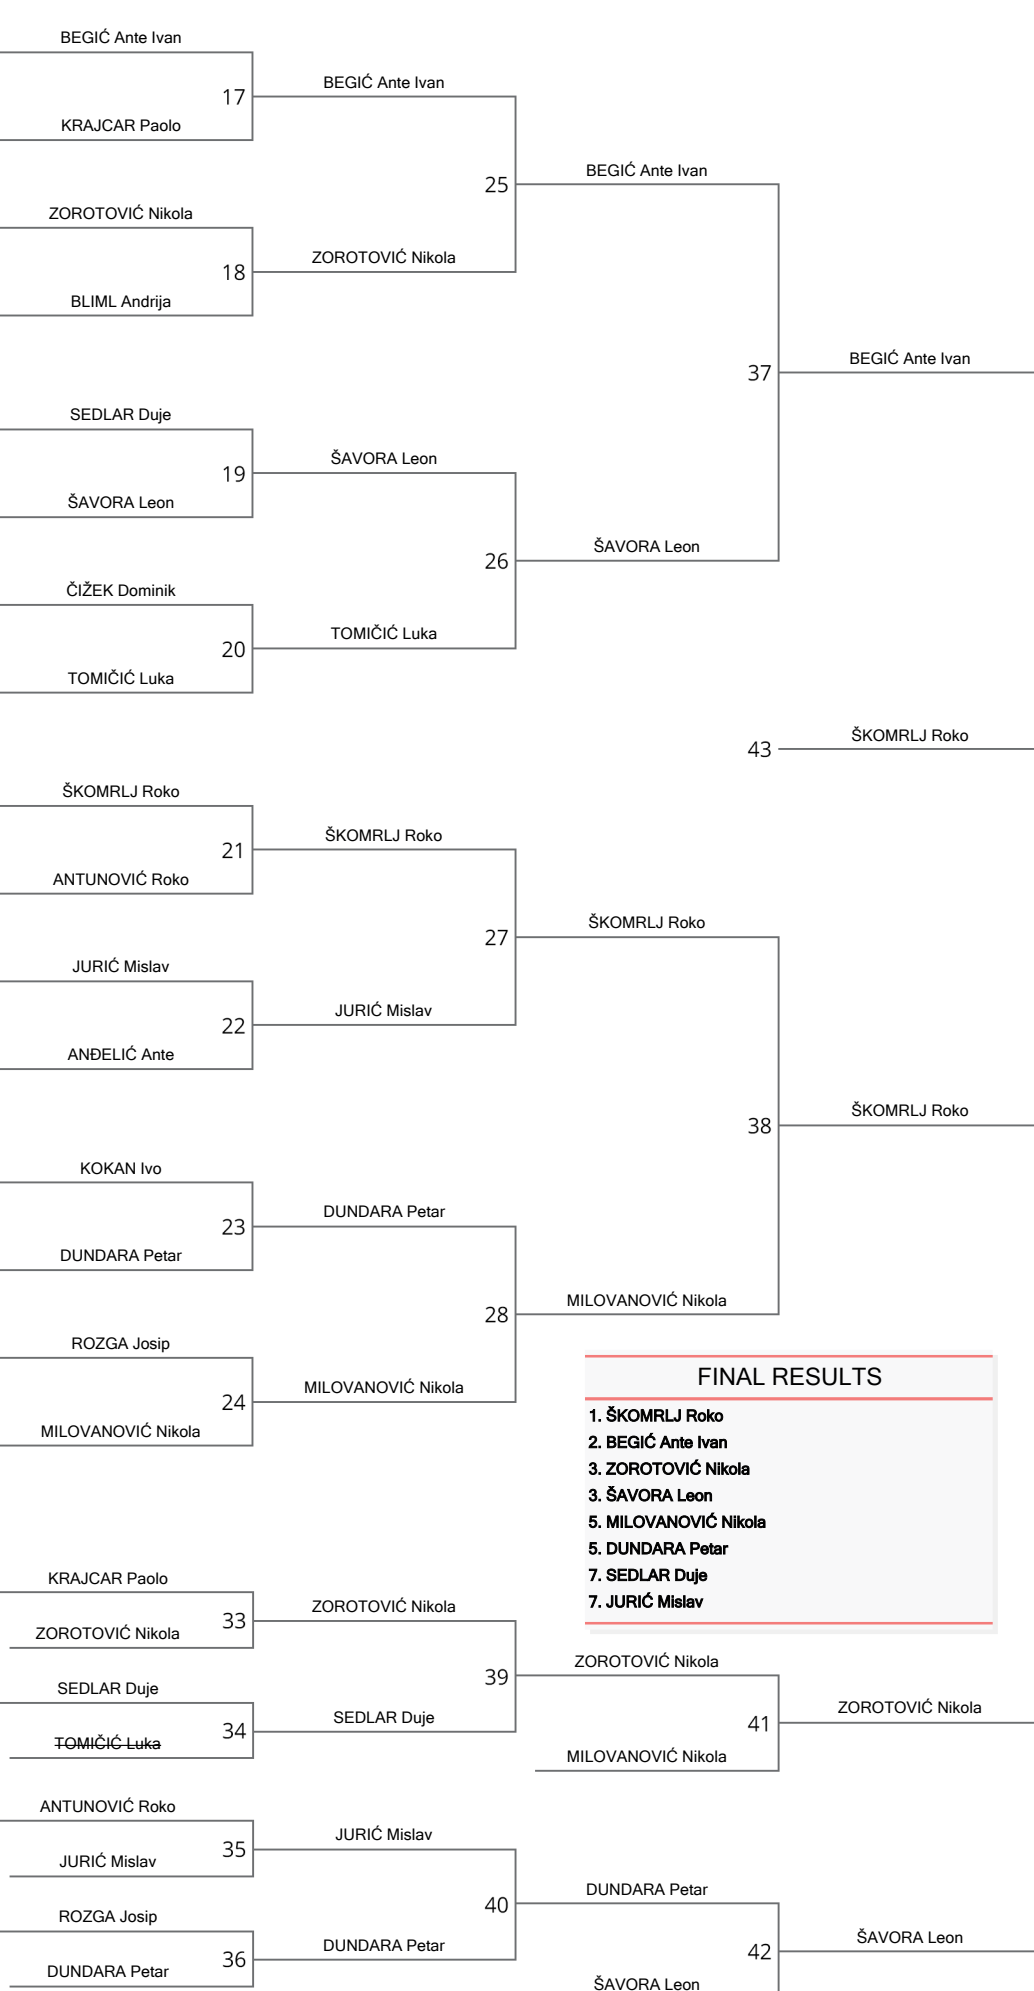 BEGIĆ Ante Ivan
17
BEGIĆ Ante Ivan
KRAJCAR Paolo
25
BEGIĆ Ante Ivan
ZOROTOVIĆ Nikola
18
ZOROTOVIĆ Nikola
BLIML Andrija
37
BEGIĆ Ante Ivan
SEDLAR Duje
19
ŠAVORA Leon
ŠAVORA Leon
26
ŠAVORA Leon
ČIŽEK Dominik
20
TOMIČIĆ Luka
TOMIČIĆ Luka
43
ŠKOMRLJ Roko
ŠKOMRLJ Roko
21
ŠKOMRLJ Roko
ANTUNOVIĆ Roko
27
ŠKOMRLJ Roko
JURIĆ Mislav
22
JURIĆ Mislav
ANĐELIĆ Ante
38
ŠKOMRLJ Roko
KOKAN Ivo
23
DUNDARA Petar
DUNDARA Petar
28
MILOVANOVIĆ Nikola
ROZGA Josip
24
MILOVANOVIĆ Nikola
MILOVANOVIĆ Nikola
FINAL RESULTS
1. ŠKOMRLJ Roko
2. BEGIĆ Ante Ivan
3. ZOROTOVIĆ Nikola
3. ŠAVORA Leon
5. MILOVANOVIĆ Nikola
5. DUNDARA Petar
7. SEDLAR Duje
7. JURIĆ Mislav
KRAJCAR Paolo
33
ZOROTOVIĆ Nikola
ZOROTOVIĆ Nikola
39
ZOROTOVIĆ Nikola
SEDLAR Duje
34
SEDLAR Duje
TOMIČIĆ Luka
41
ZOROTOVIĆ Nikola
MILOVANOVIĆ Nikola
ANTUNOVIĆ Roko
35
JURIĆ Mislav
JURIĆ Mislav
40
DUNDARA Petar
ROZGA Josip
36
DUNDARA Petar
DUNDARA Petar
42
ŠAVORA Leon
ŠAVORA Leon